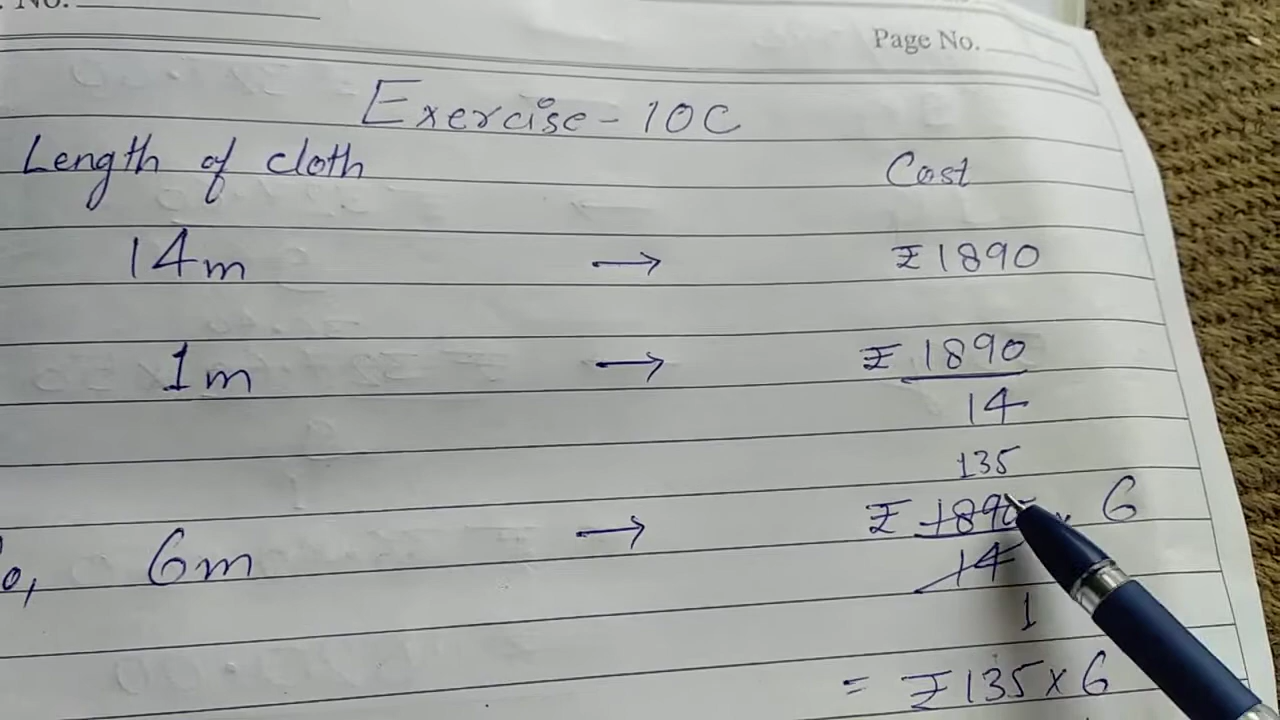 No.
Page No.
Exercise - 10C
Length of cloth Cost
14m → ₹ 1890
1m → ₹ 1890
14
135
6m → ₹ 1890 × 6
14
1
= ₹ 135 × 6